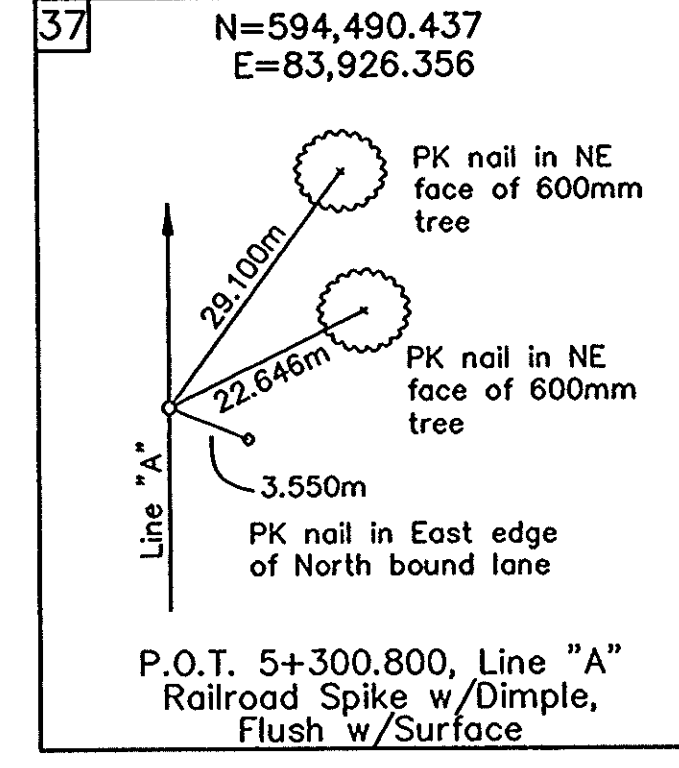 37
N=594,490.437
E=83,926.356
PK nail in NE
face of 600mm
tree
29.100m
22.646m
PK nail in NE
face of 600mm
tree
Line "A"
3.550m
PK nail in East edge
of North bound lane
P.O.T. 5+300.800, Line "A"
Railroad Spike w/Dimple,
Flush w/Surface